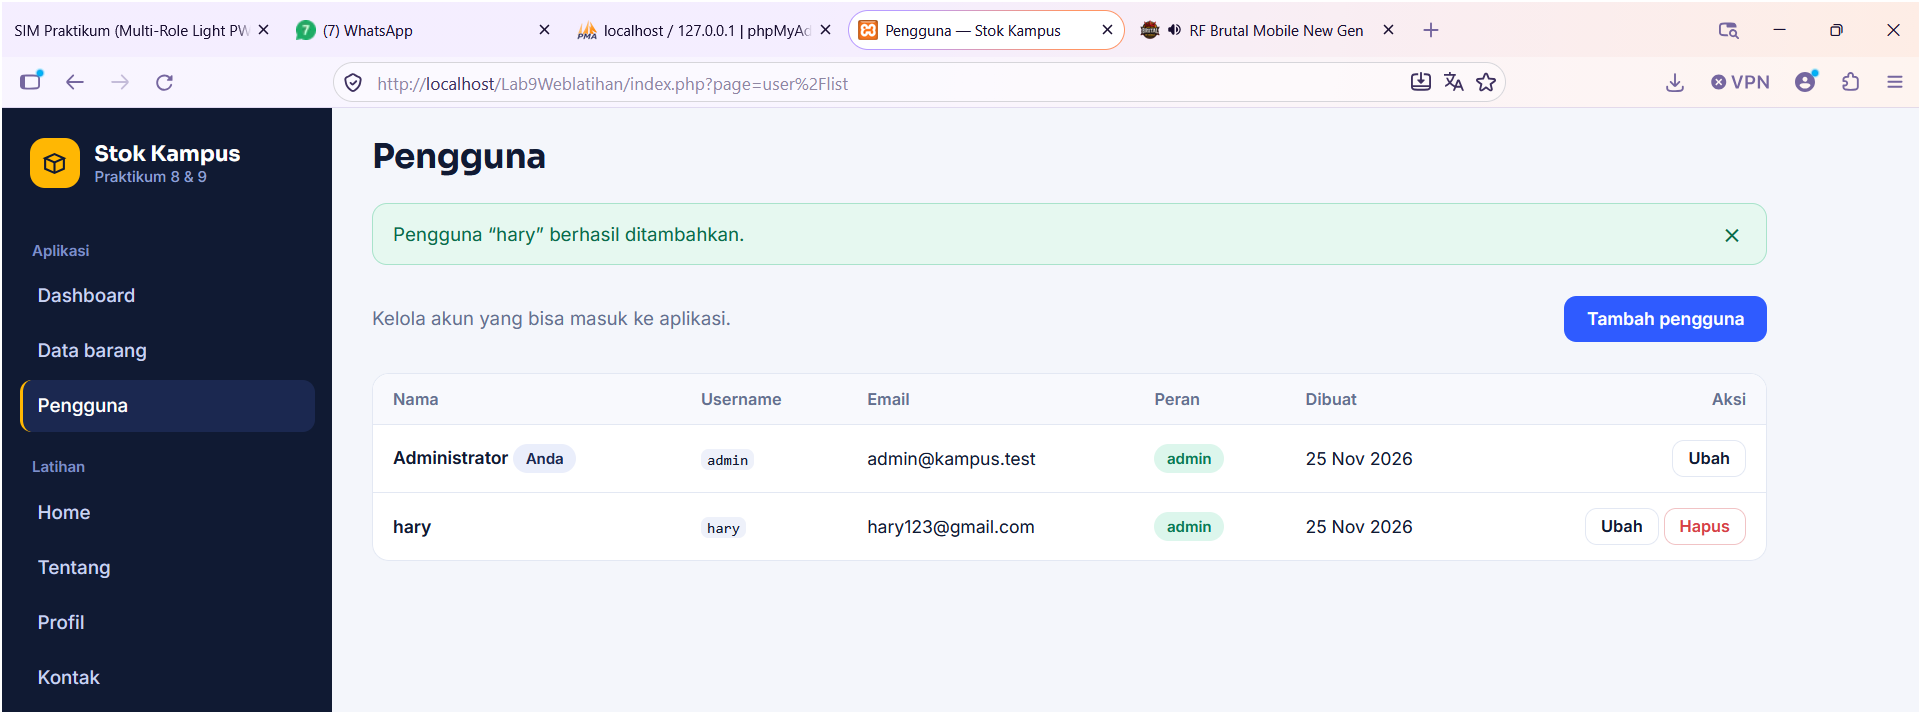 SIM Praktikum (Multi-Role Light PW
7 (7) WhatsApp
PMA localhost / 127.0.0.1 | phpMyAd
Pengguna — Stok Kampus
RF Brutal Mobile New Gen
http://localhost/Lab9Weblatihan/index.php?page=user%2Flist
VPN
Stok Kampus
Praktikum 8 & 9
Aplikasi
Dashboard
Data barang
Pengguna
Latihan
Home
Tentang
Profil
Kontak
Pengguna
Pengguna “hary” berhasil ditambahkan.
Kelola akun yang bisa masuk ke aplikasi.
Tambah pengguna
Nama Username Email Peran Dibuat Aksi
Administrator Anda admin admin@kampus.test admin 25 Nov 2026 Ubah
hary hary hary123@gmail.com admin 25 Nov 2026 Ubah Hapus